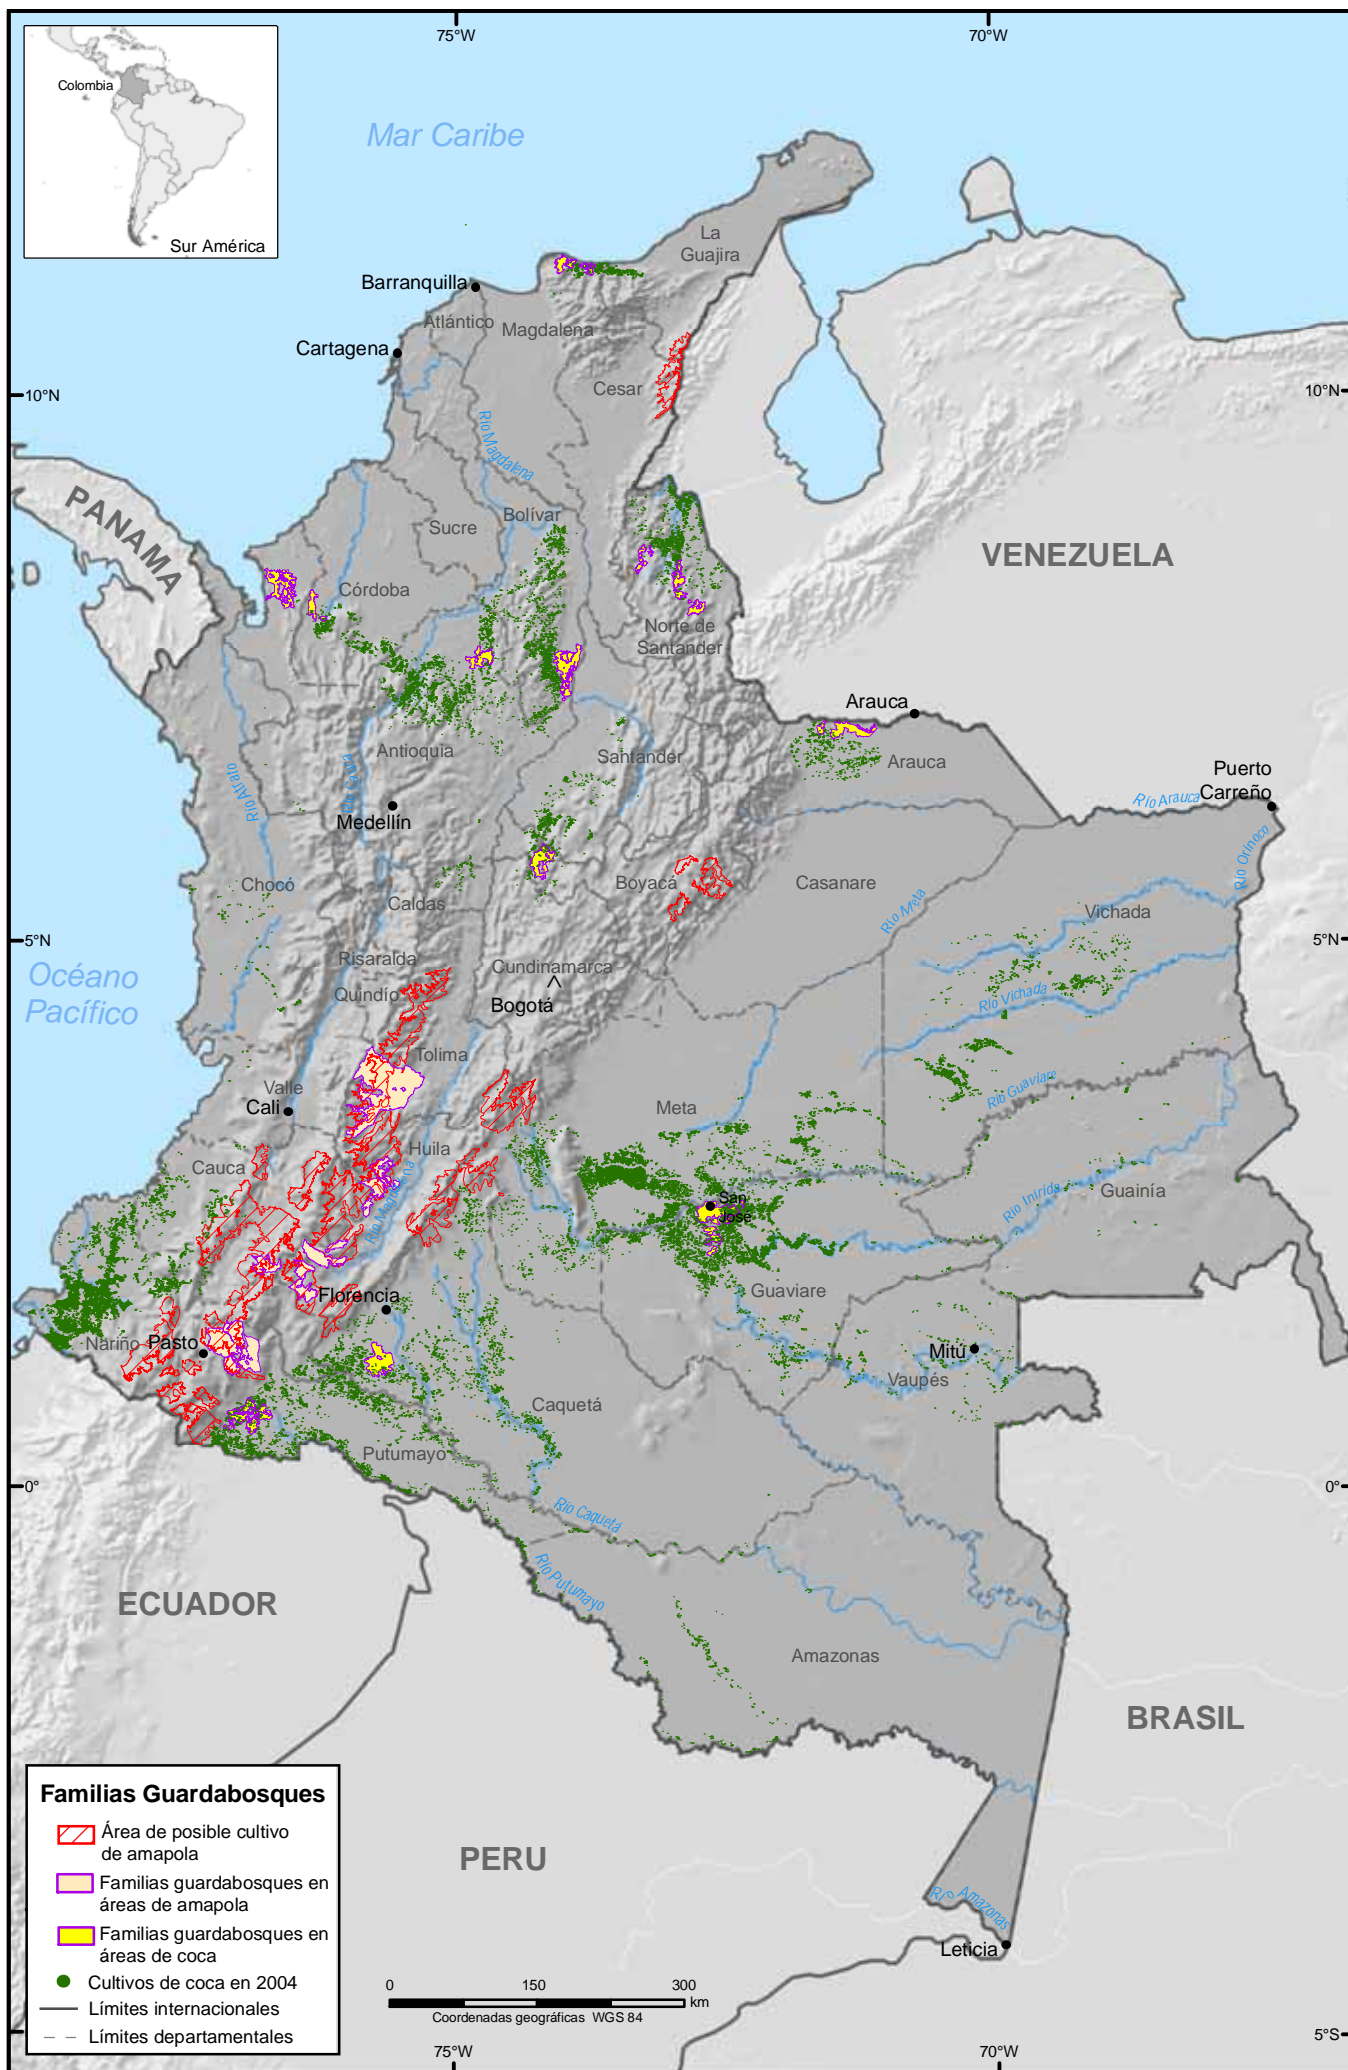 75°W
70°W
Colombia
Sur América
Mar Caribe
La
Guajira
Barranquilla
Atlántico
Magdalena
Cartagena
Cesar
10°N
10°N
Río Magdalena
PANAMA
Sucre
Bolívar
VENEZUELA
Córdoba
Norte de
Santander
Arauca
Antioquia
Santander
Arauca
Puerto
Carreño
Río Atrato
Río Arauca
Medellín
Río Orinoco
Chocó
Boyacá
Casanare
Caldas
Río Meta
Vichada
5°N
5°N
Risaralda
Cundinamarca
Océano
Pacífico
Quindío
Bogotá
Río Vichada
Tolima
Valle
Río Guaviare
Cali
Meta
Huila
Cauca
Río Magdalena
San
José
Río Inirida
Guainía
Guaviare
Florencia
Nariño
Pasto
Mitú
Vaupés
Caquetá
Putumayo
0°
0°
Río Caquetá
Río Putumayo
ECUADOR
Amazonas
BRASIL
PERU
Río Amazonas
Leticia
Familias Guardabosques
Área de posible cultivo
de amapola
Familias guardabosques en
áreas de amapola
Familias guardabosques en
áreas de coca
Cultivos de coca en 2004
Límites internacionales
Límites departamentales
0 150 300
km
Coordenadas geográficas WGS 84
5°S
75°W
70°W